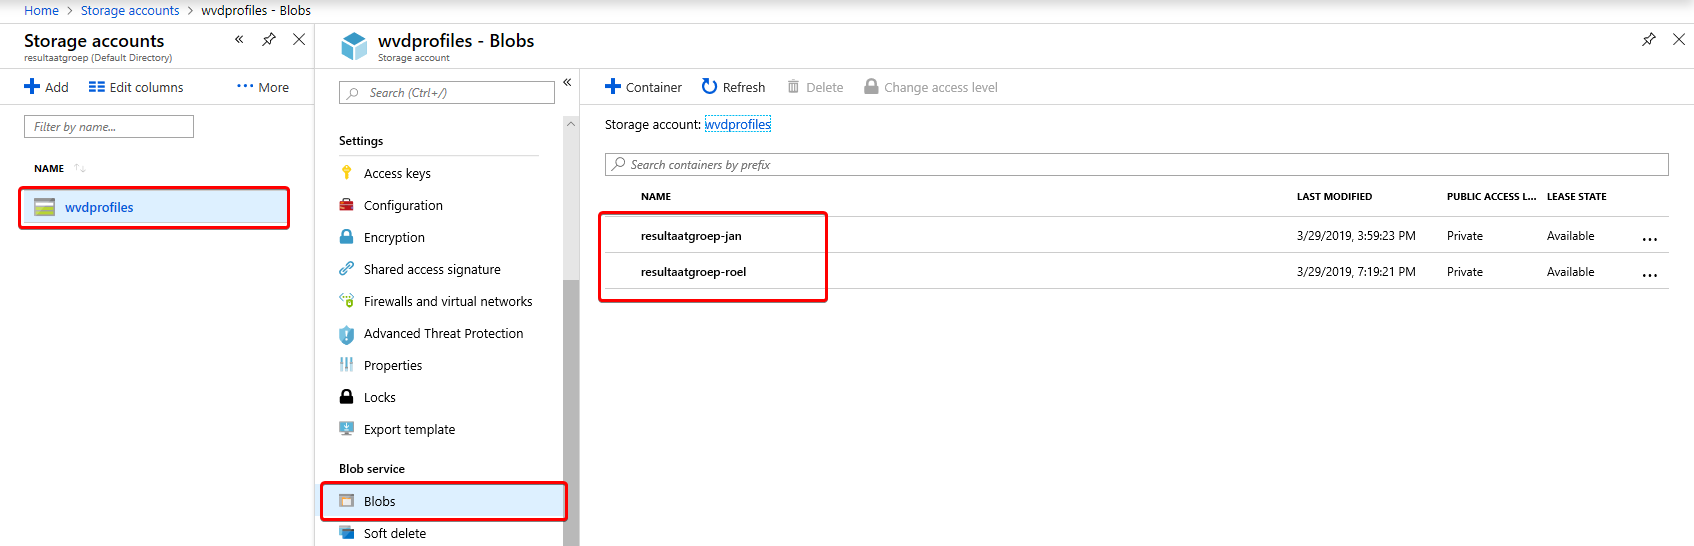 Home > Storage accounts > wvdprofiles - Blobs
Storage accounts
resultaatgroep (Default Directory)
Add Edit columns ··· More
Filter by name...
NAME
wvdprofiles
wvdprofiles - Blobs
Storage account
Search (Ctrl+/)
Settings
Access keys
Configuration
Encryption
Shared access signature
Firewalls and virtual networks
Advanced Threat Protection
Properties
Locks
Export template
Blob service
Blobs
Soft delete
Container Refresh Delete Change access level
Storage account: wvdprofiles
Search containers by prefix
NAME LAST MODIFIED PUBLIC ACCESS L... LEASE STATE
resultaatgroep-jan 3/29/2019, 3:59:23 PM Private Available ...
resultaatgroep-roel 3/29/2019, 7:19:21 PM Private Available ...